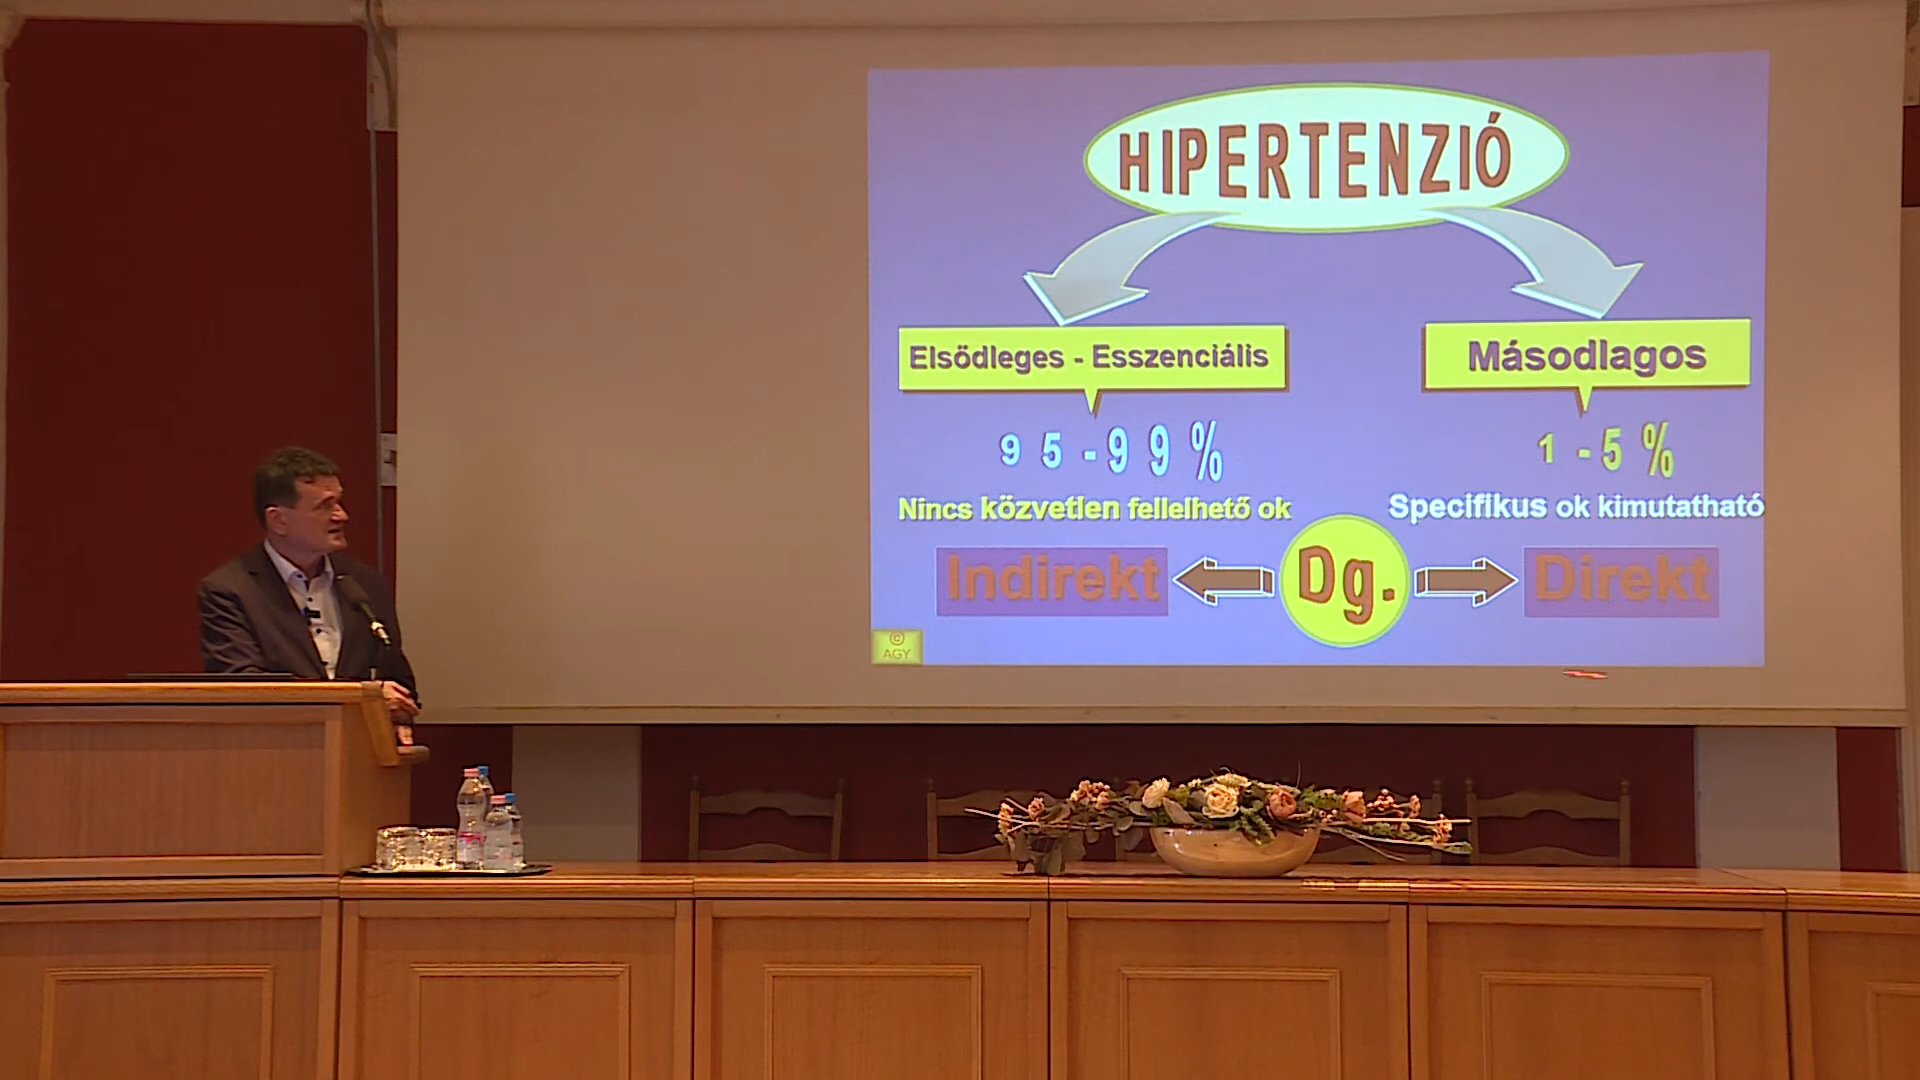 HIPERTENZIÓ
Elsődleges - Esszenciális
Másodlagos
95-99%
1-5%
Nincs közvetlen fellelhető ok
Specifikus ok kimutatható
Indirekt
Dg.
Direkt
©
AGY